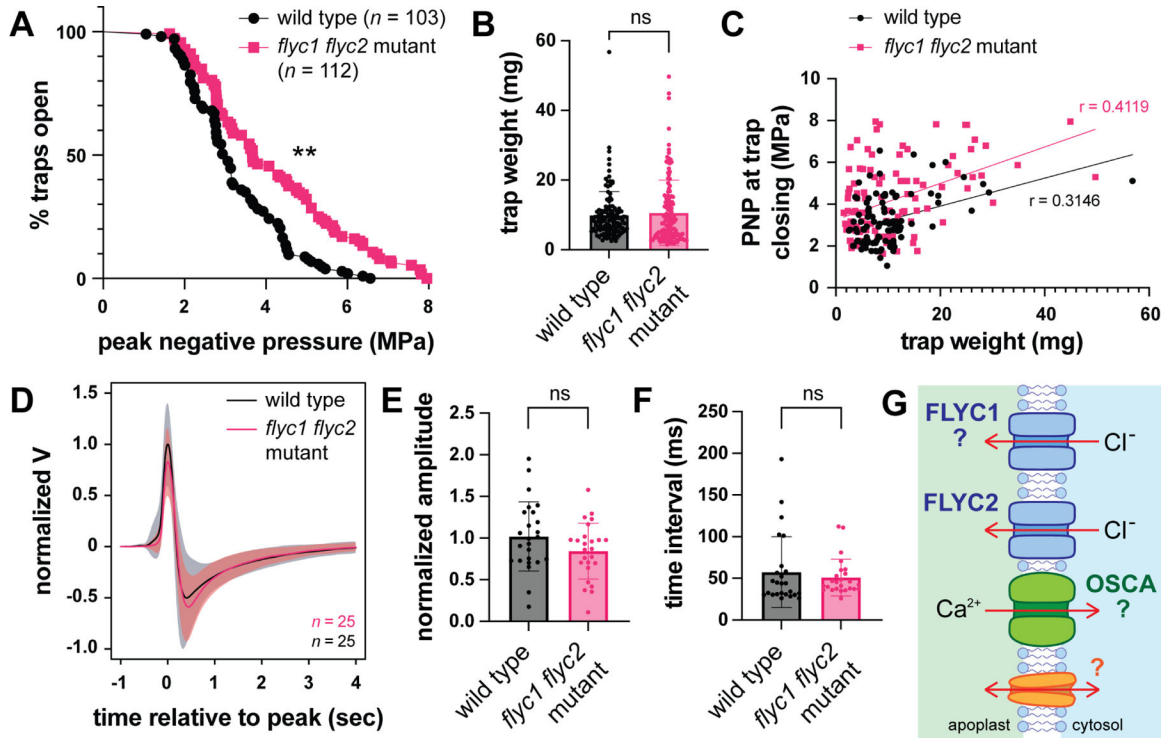 A
wild type (n = 103)
flyc1 flyc2 mutant
(n = 112)
100
50
0
**
% traps open
0 2 4 6 8
peak negative pressure (MPa)
B
ns
60
40
20
0
trap weight (mg)
wild type
flyc1 flyc2
mutant
C
wild type
flyc1 flyc2 mutant
10
8
6
4
2
0
r = 0.4119
r = 0.3146
PNP at trap
closing (MPa)
0 20 40 60
trap weight (mg)
D
wild type
flyc1 flyc2
mutant
1.5
1.0
0.5
0
-0.5
-1.0
normalized V
n = 25
n = 25
-1 0 1 2 3 4
time relative to peak (sec)
E
ns
2.5
2.0
1.5
1.0
0.5
0.0
normalized amplitude
wild type
flyc1 flyc2
mutant
F
ns
250
200
150
100
50
0
time interval (ms)
wild type
flyc1 flyc2
mutant
G
FLYC1
?
Cl⁻
FLYC2
Cl⁻
Ca²⁺
OSCA
?
?
apoplast
cytosol